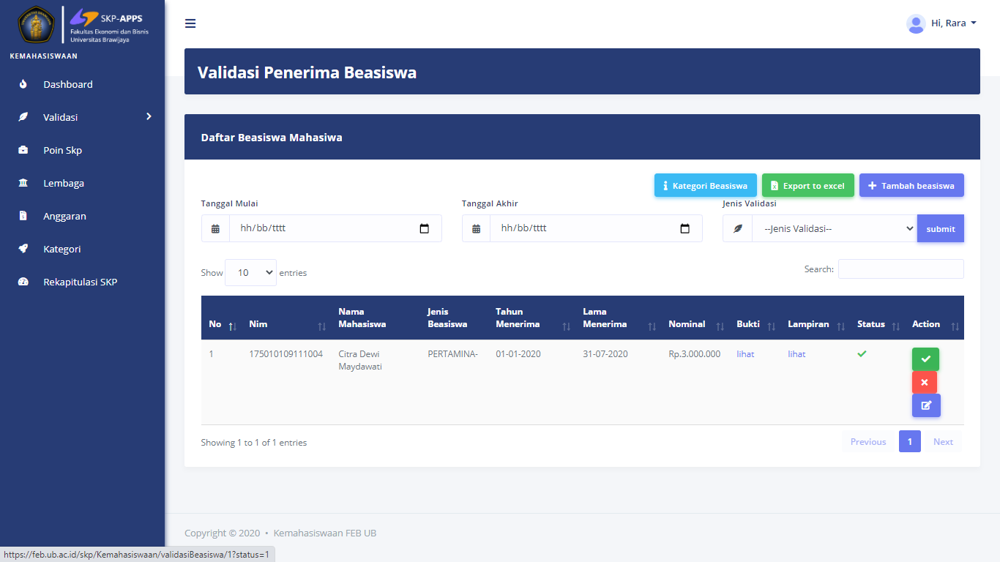 SKP-APPS
Fakultas Ekonomi dan Bisnis
Universitas Brawijaya
KEMAHASISWAAN
Dashboard
Validasi
Poin Skp
Lembaga
Anggaran
Kategori
Rekapitulasi SKP
Hi, Rara
Validasi Penerima Beasiswa
Daftar Beasiswa Mahasiwa
Kategori Beasiswa
Export to excel
Tambah beasiswa
Tanggal Mulai
Tanggal Akhir
Jenis Validasi
hh/bb/tttt
hh/bb/tttt
--Jenis Validasi--
submit
Show 10 entries
Search:
No
Nim
Nama
Mahasiswa
Jenis
Beasiswa
Tahun
Menerima
Lama
Menerima
Nominal
Bukti
Lampiran
Status
Action
1
175010109111004
Citra Dewi
Maydawati
PERTAMINA-
01-01-2020
31-07-2020
Rp.3.000.000
lihat
lihat
Showing 1 to 1 of 1 entries
Previous
1
Next
Copyright © 2020 • Kemahasiswaan FEB UB
https://feb.ub.ac.id/skp/Kemahasiswaan/validasiBeasiswa/1?status=1